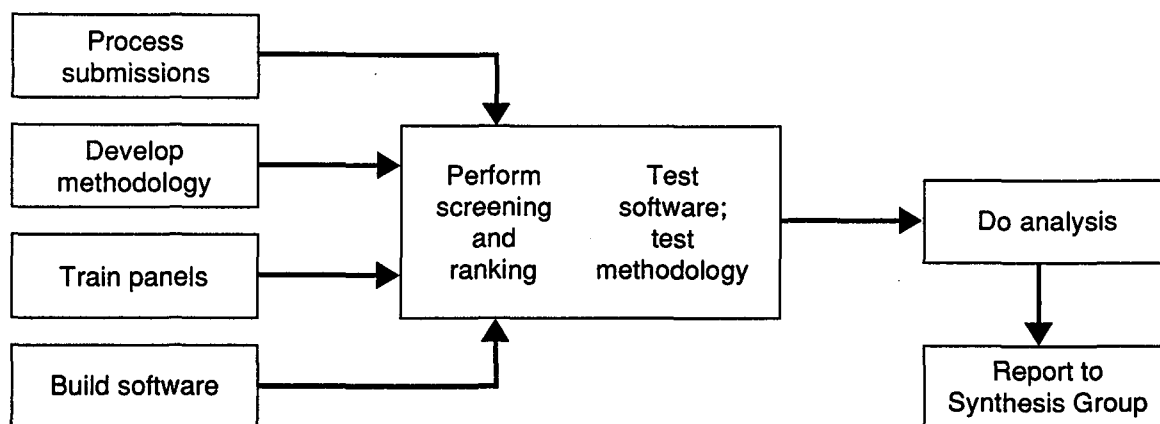 Process
submissions
Develop
methodology
Train panels
Build software
Perform
screening
and
ranking
Test
software;
test
methodology
Do analysis
Report to
Synthesis Group